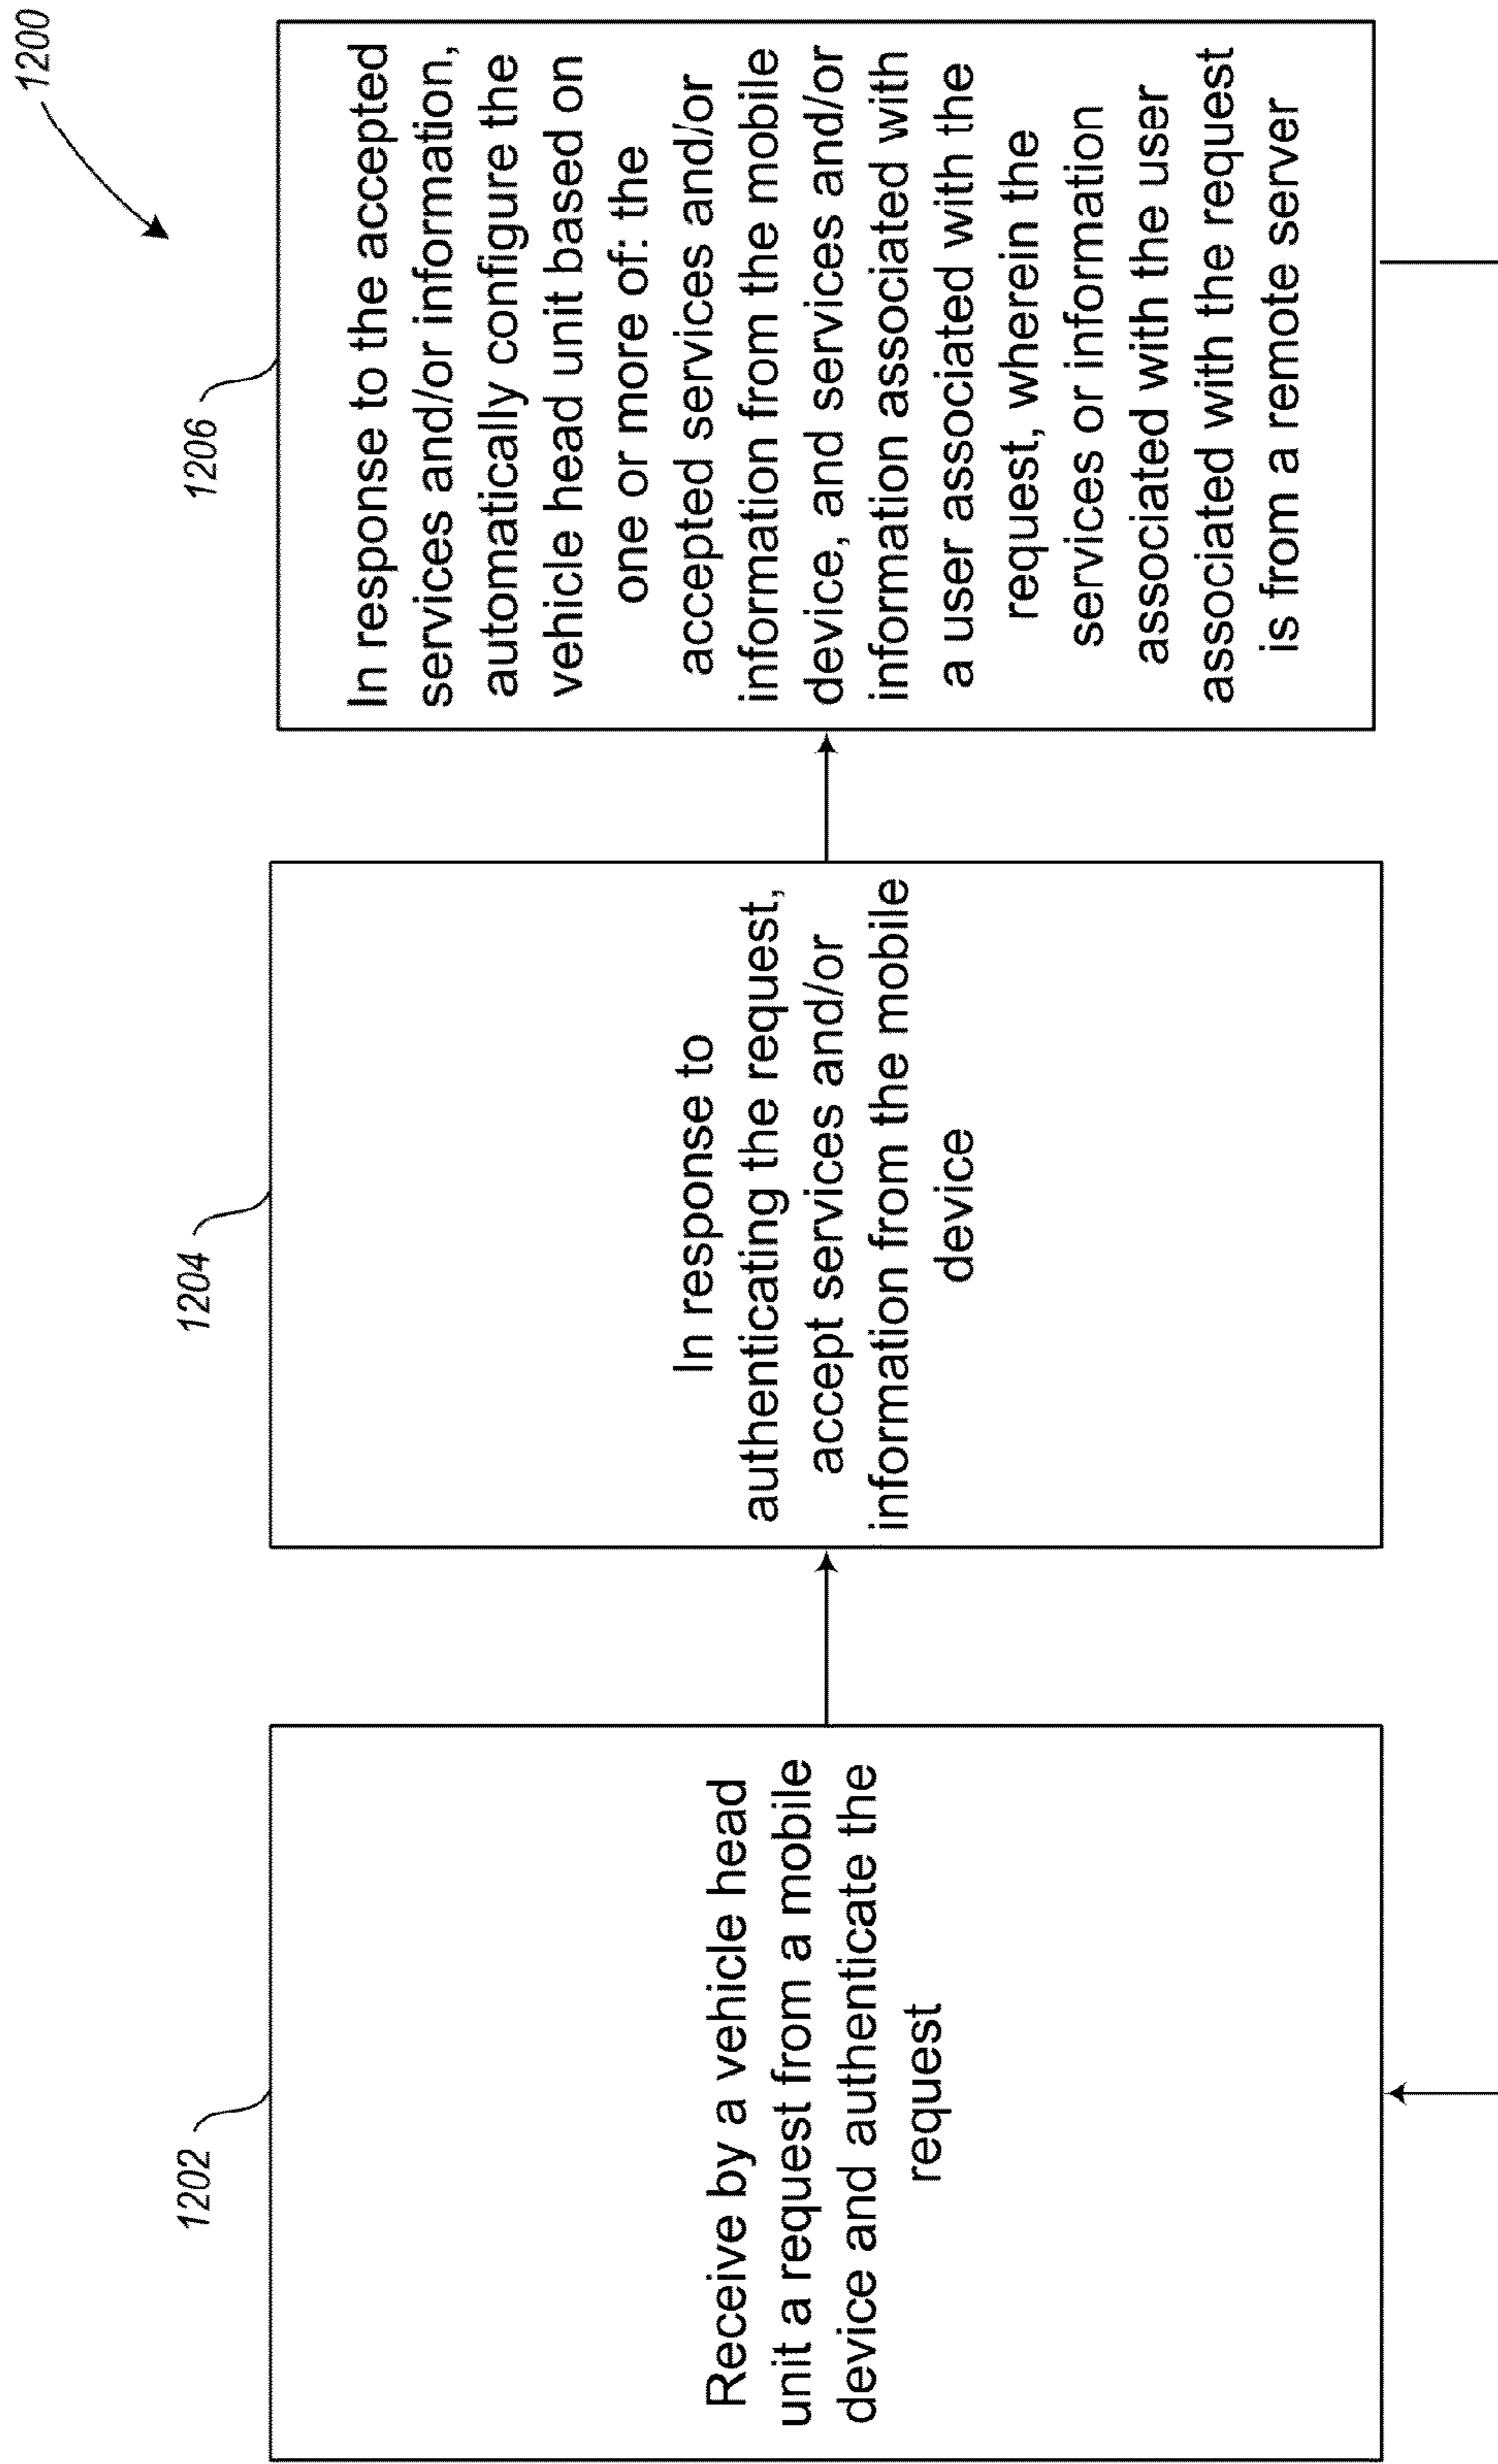 1200
1202
Receive by a vehicle head
unit a request from a mobile
device and authenticate the
request
1204
In response to
authenticating the request,
accept services and/or
information from the mobile
device
1206
In response to the accepted
services and/or information,
automatically configure the
vehicle head unit based on
one or more of: the
accepted services and/or
information from the mobile
device, and services and/or
information associated with
a user associated with the
request, wherein the
services or information
associated with the user
associated with the request
is from a remote server